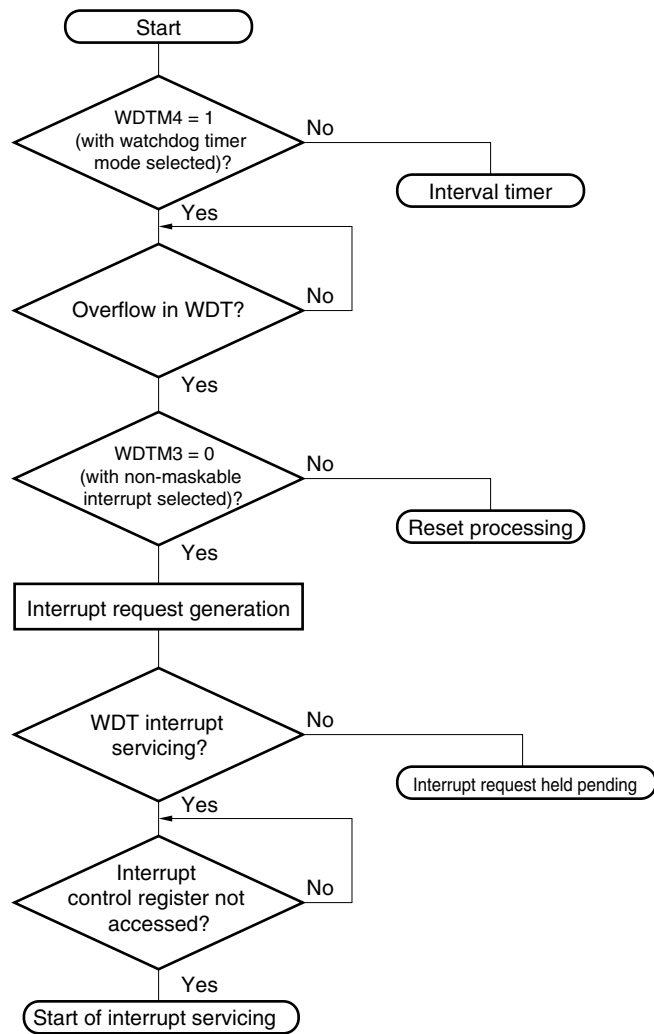 Start
WDTM4 = 1
(with watchdog timer
mode selected)?
No
Interval timer
Yes
Overflow in WDT?
No
Yes
WDTM3 = 0
(with non-maskable
interrupt selected)?
No
Reset processing
Yes
Interrupt request generation
WDT interrupt
servicing?
No
Interrupt request held pending
Yes
Interrupt
control register not
accessed?
No
Yes
Start of interrupt servicing